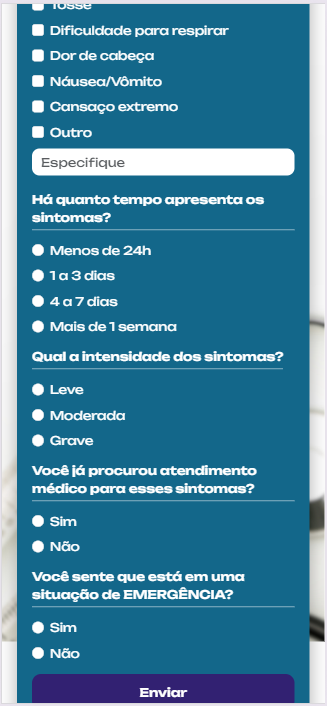 Tosse
Dificuldade para respirar
Dor de cabeça
Náusea/Vômito
Cansaço extremo
Outro
Especifique
Há quanto tempo apresenta os
sintomas?
Menos de 24h
1 a 3 dias
4 a 7 dias
Mais de 1 semana
Qual a intensidade dos sintomas?
Leve
Moderada
Grave
Você já procurou atendimento
médico para esses sintomas?
Sim
Não
Você sente que está em uma
situação de EMERGÊNCIA?
Sim
Não
Enviar